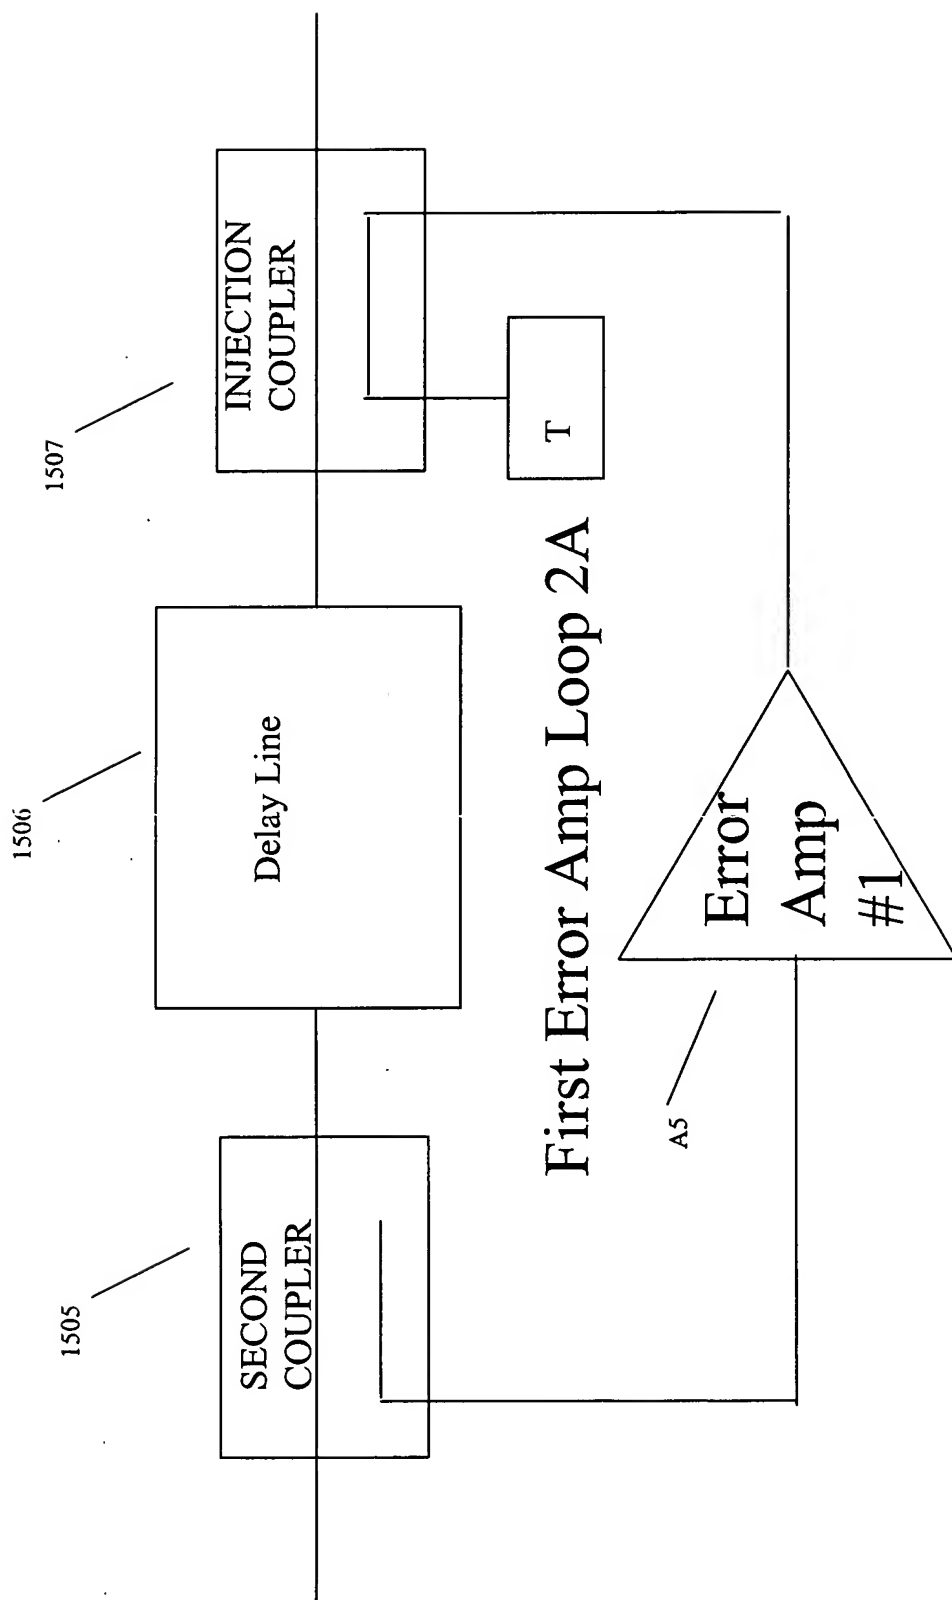 1505
1506
1507
SECOND
COUPLER
Delay Line
INJECTION
COUPLER
T
First Error Amp Loop 2A
A5
Error
Amp
#1